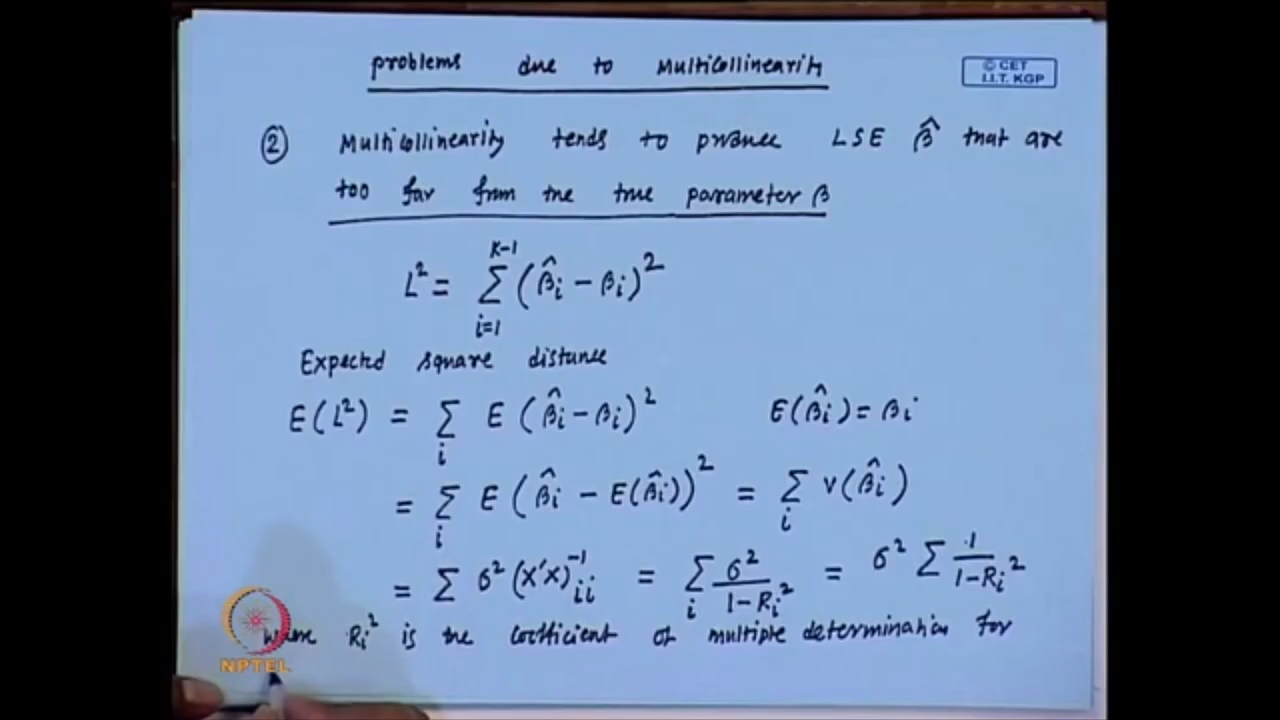 problems due to Multicollinearity
© CET
I.I.T. KGP
② Multicollinearity tends to produce LSE β̂ that are
too far from the true parameter β
L² = Σ_{i=1}^{K-1} (β̂i − βi)²
Expected square distance
E(L²) = Σ_i E(β̂i − βi)² E(β̂i) = βi
= Σ_i E(β̂i − E(β̂i))² = Σ_i V(β̂i)
= Σ σ² (X'X)⁻¹_{ii} = Σ_i σ²/(1−Ri²) = σ² Σ 1/(1−Ri²)
where Ri² is the coefficient of multiple determination for
NPTEL